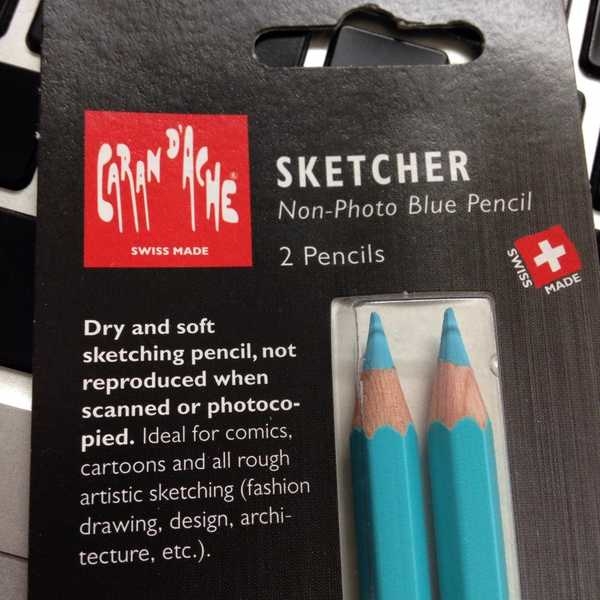 CARAN D'ACHE®
SWISS MADE
SKETCHER
Non-Photo Blue Pencil
2 Pencils
SWISS MADE
Dry and soft
sketching pencil, not
reproduced when
scanned or photoco-
pied. Ideal for comics,
cartoons and all rough
artistic sketching (fashion
drawing, design, archi-
tecture, etc.).